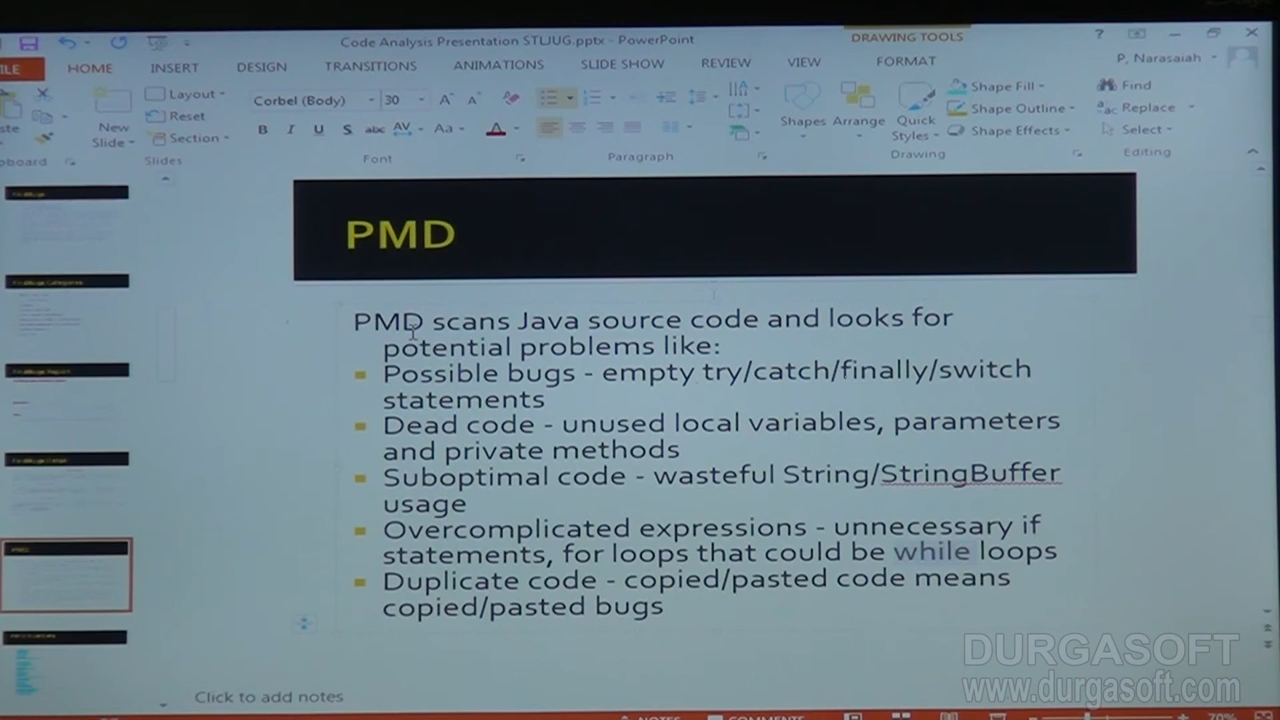 Code Analysis Presentation STLJUG.pptx - PowerPoint
DRAWING TOOLS
?
FILE HOME INSERT DESIGN TRANSITIONS ANIMATIONS SLIDE SHOW REVIEW VIEW FORMAT
P, Narasaiah
Layout
Reset
Section
New
Slide
Slides
Corbel (Body) 30
B I U S abc AV Aa A
Font
Paragraph
Shapes Arrange Quick
Styles
Shape Fill
Shape Outline
Shape Effects
Drawing
Find
Replace
Select
Editing
PMD
PMD scans Java source code and looks for
potential problems like:
Possible bugs - empty try/catch/finally/switch
statements
Dead code - unused local variables, parameters
and private methods
Suboptimal code - wasteful String/StringBuffer
usage
Overcomplicated expressions - unnecessary if
statements, for loops that could be while loops
Duplicate code - copied/pasted code means
copied/pasted bugs
Click to add notes
DURGASOFT
www.durgasoft.com